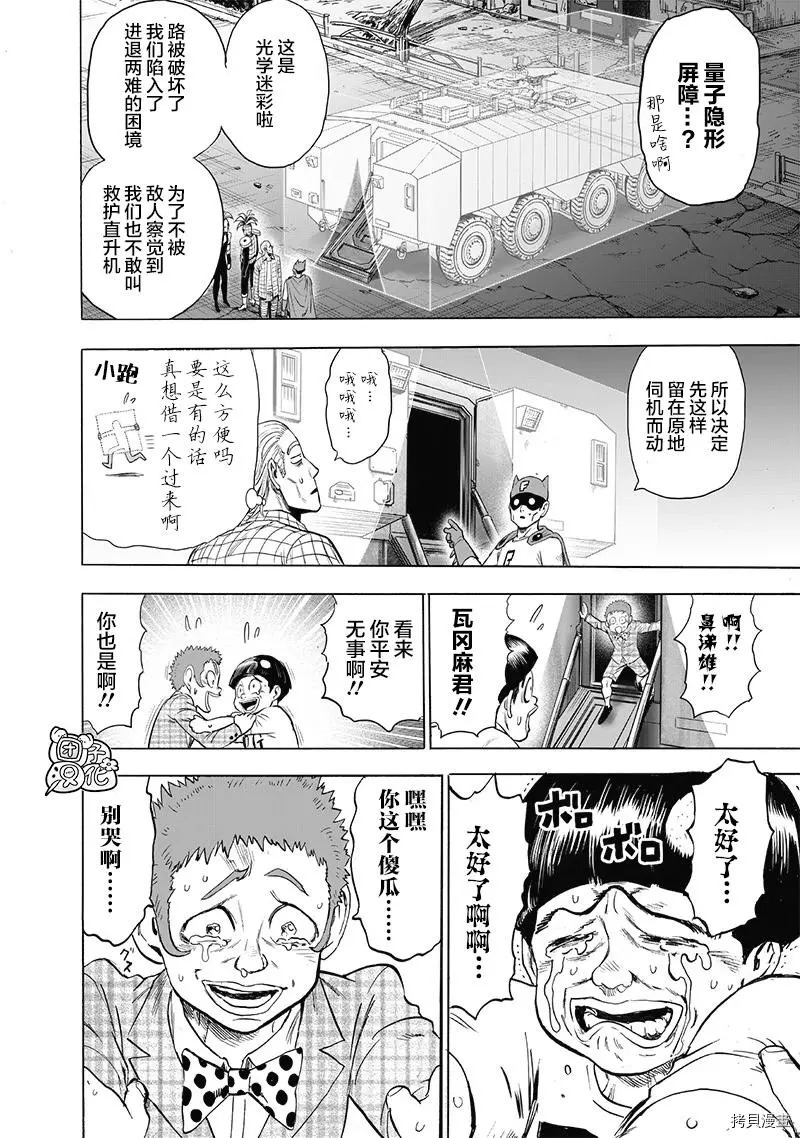 量子隐形
屏障…？
那是啥啊
这是
光学迷彩啦
路被破坏了
我们陷入了
进退两难的困境
为了不被
敌人察觉到
我们也不敢叫
救护直升机
所以决定
先这样
留在原地
伺机而动
哦…
哦哦哦…
这么方便吗
要是有的话
真想借一个过来啊
小跑
F
F
啊!!
鼻涕雄!!
瓦冈麻君!!
看来
你平安
无事啊!!
你也是啊!!
太好了…
ボロ
ボロ
太好了啊啊…
嘿嘿
你这个傻瓜…
别哭啊…
团子
汉化
拷贝漫畫